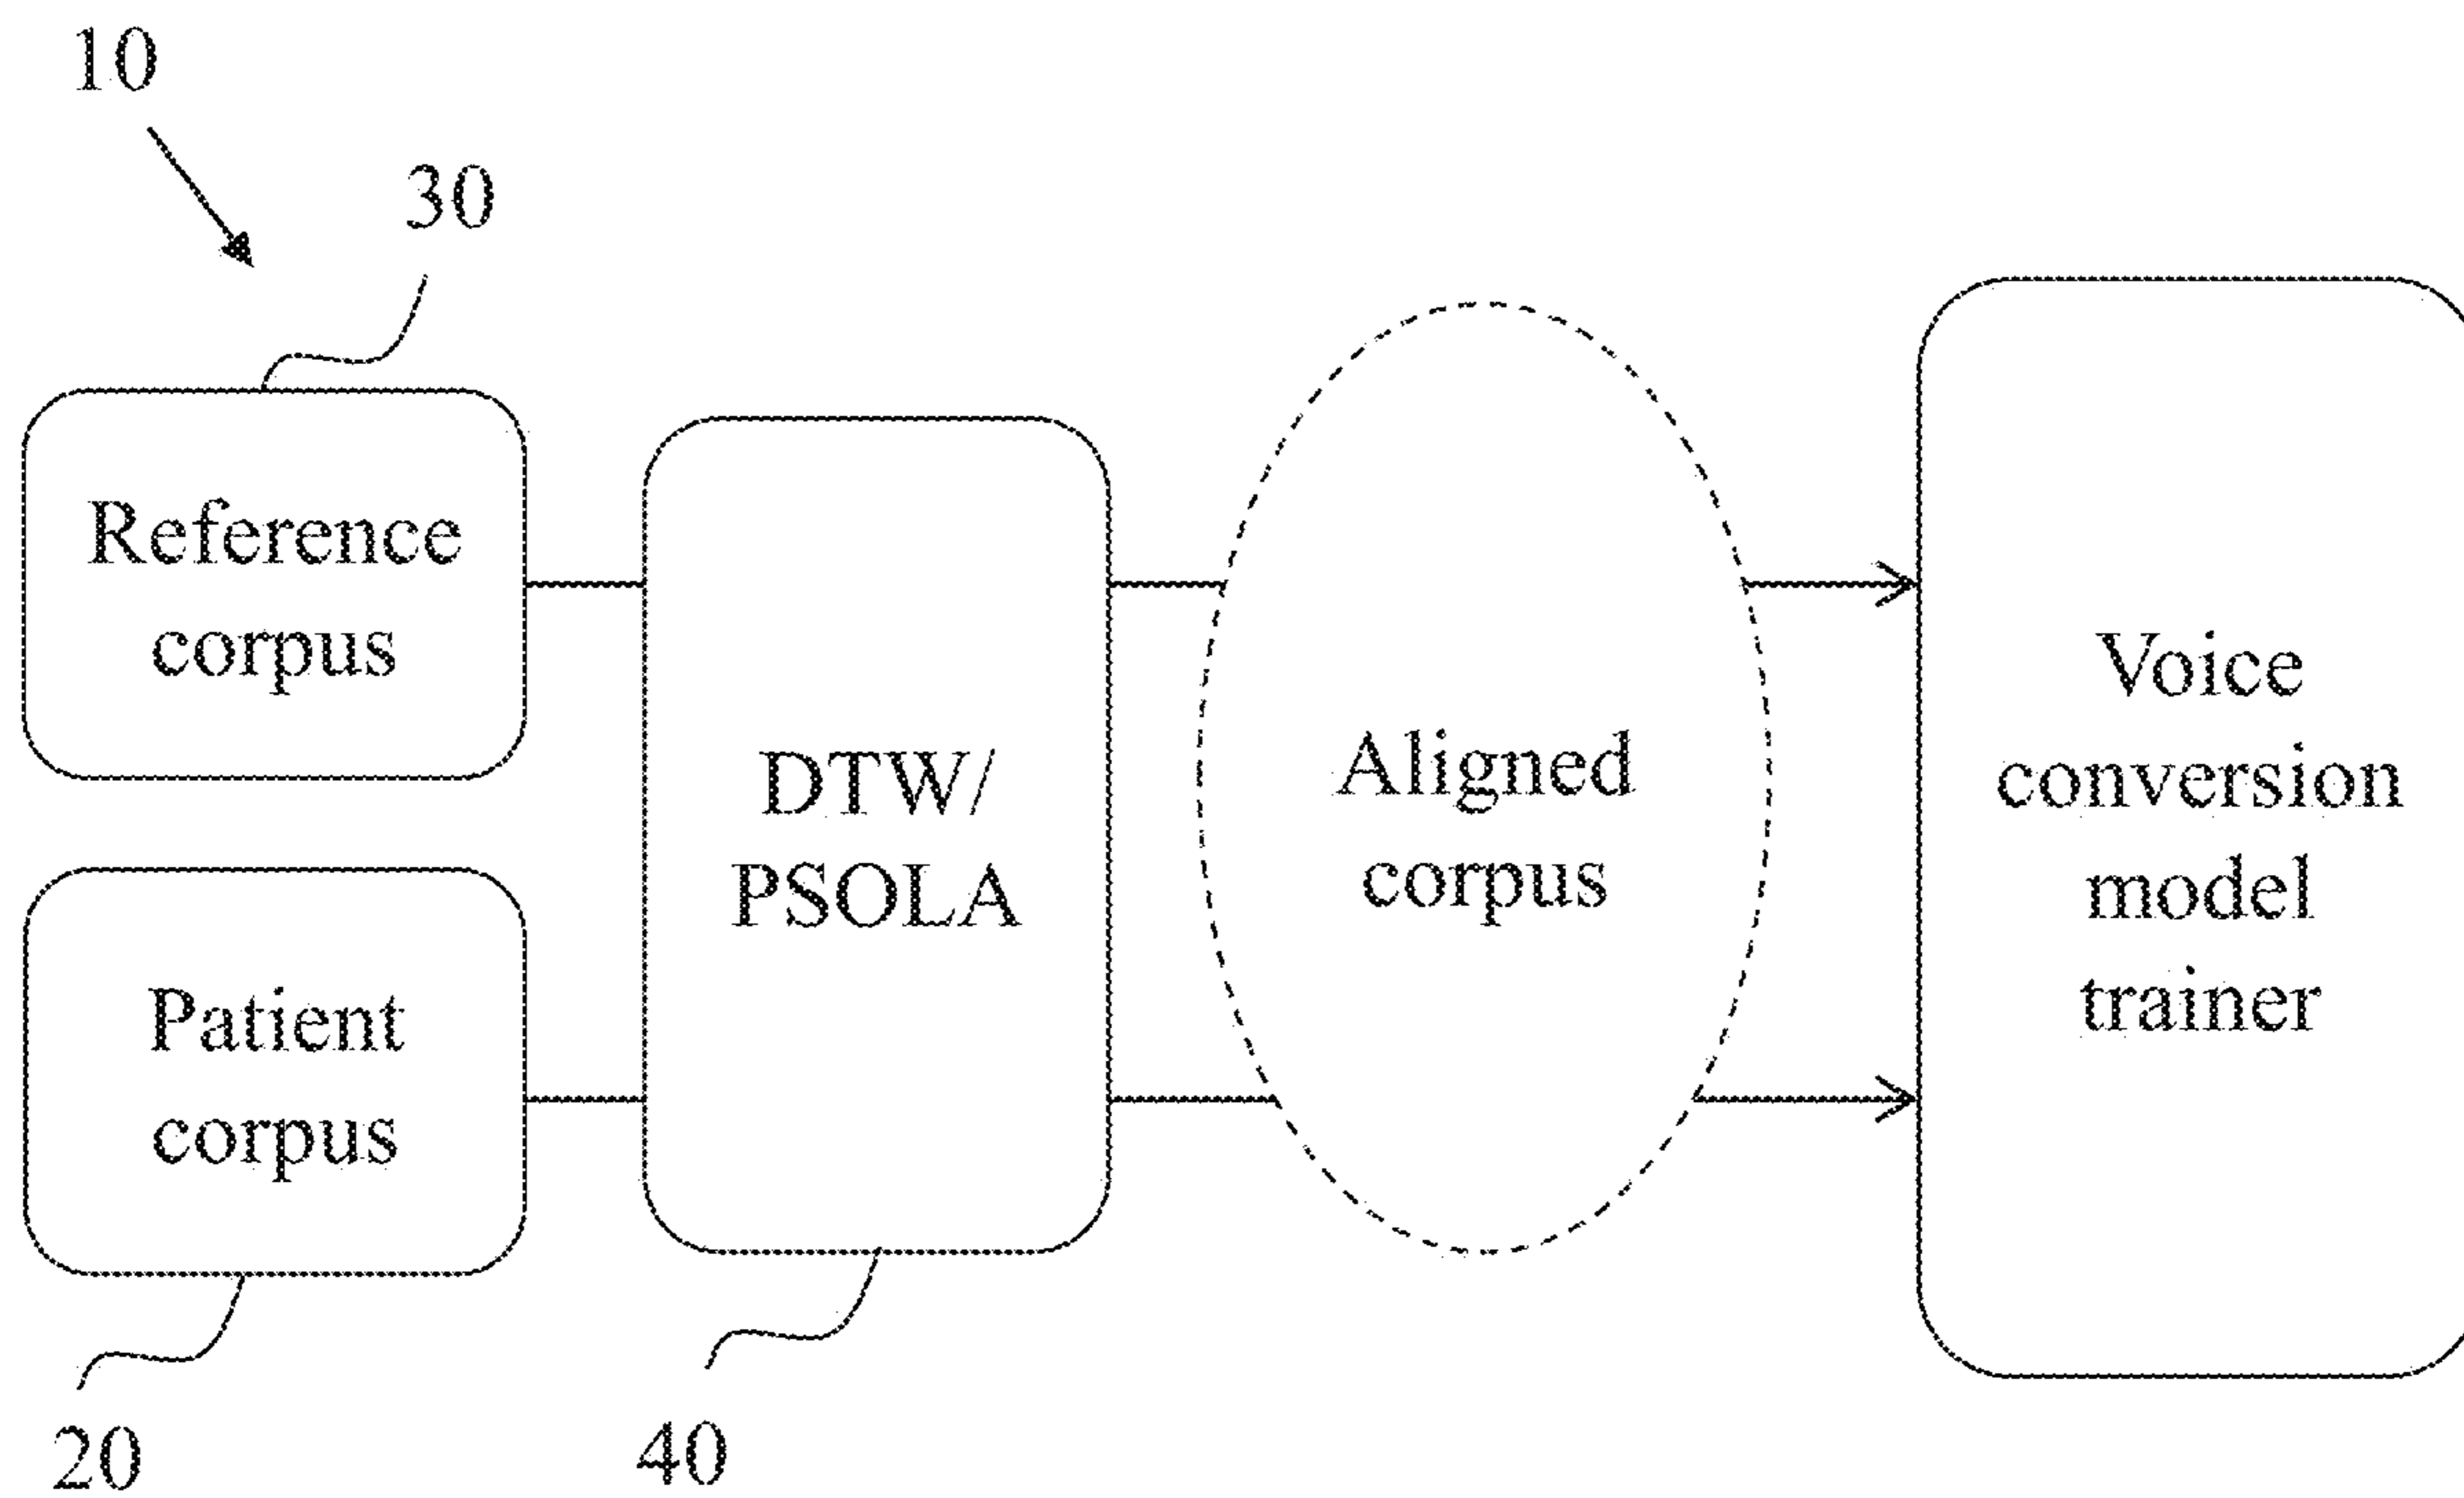 10
30
Reference
corpus
Patient
corpus
DTW/
PSOLA
Aligned
corpus
Voice
conversion
model
trainer
20
40